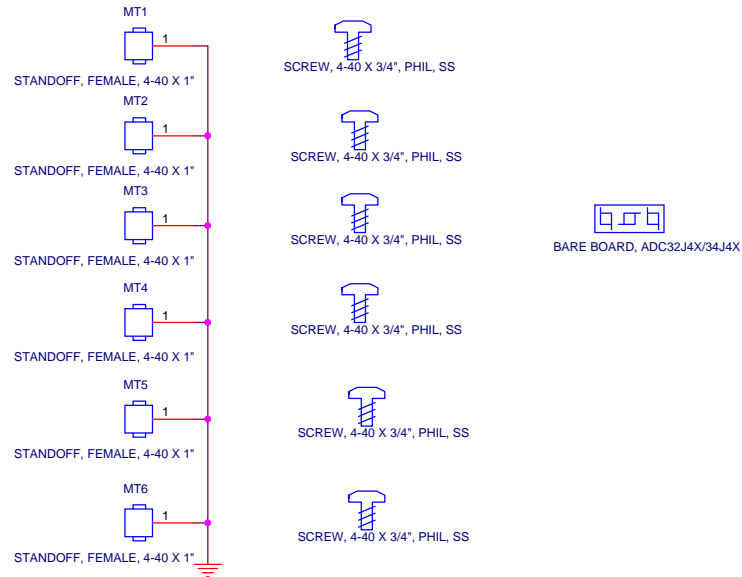 MT1
1
STANDOFF, FEMALE, 4-40 X 1"
SCREW, 4-40 X 3/4", PHIL, SS
MT2
1
STANDOFF, FEMALE, 4-40 X 1"
SCREW, 4-40 X 3/4", PHIL, SS
MT3
1
STANDOFF, FEMALE, 4-40 X 1"
SCREW, 4-40 X 3/4", PHIL, SS
BARE BOARD, ADC32J4X/34J4X
MT4
1
STANDOFF, FEMALE, 4-40 X 1"
SCREW, 4-40 X 3/4", PHIL, SS
MT5
1
STANDOFF, FEMALE, 4-40 X 1"
SCREW, 4-40 X 3/4", PHIL, SS
MT6
1
STANDOFF, FEMALE, 4-40 X 1"
SCREW, 4-40 X 3/4", PHIL, SS